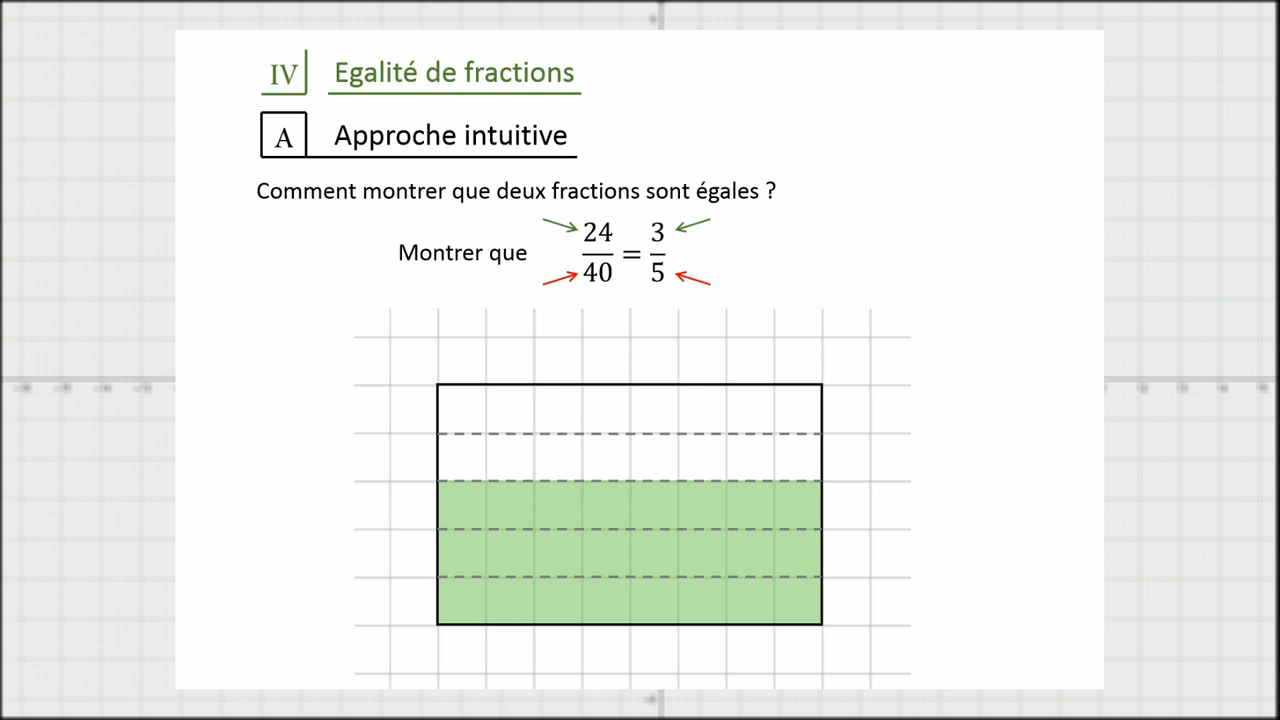 IV Egalité de fractions
A Approche intuitive
Comment montrer que deux fractions sont égales ?
Montrer que 24/40 = 3/5